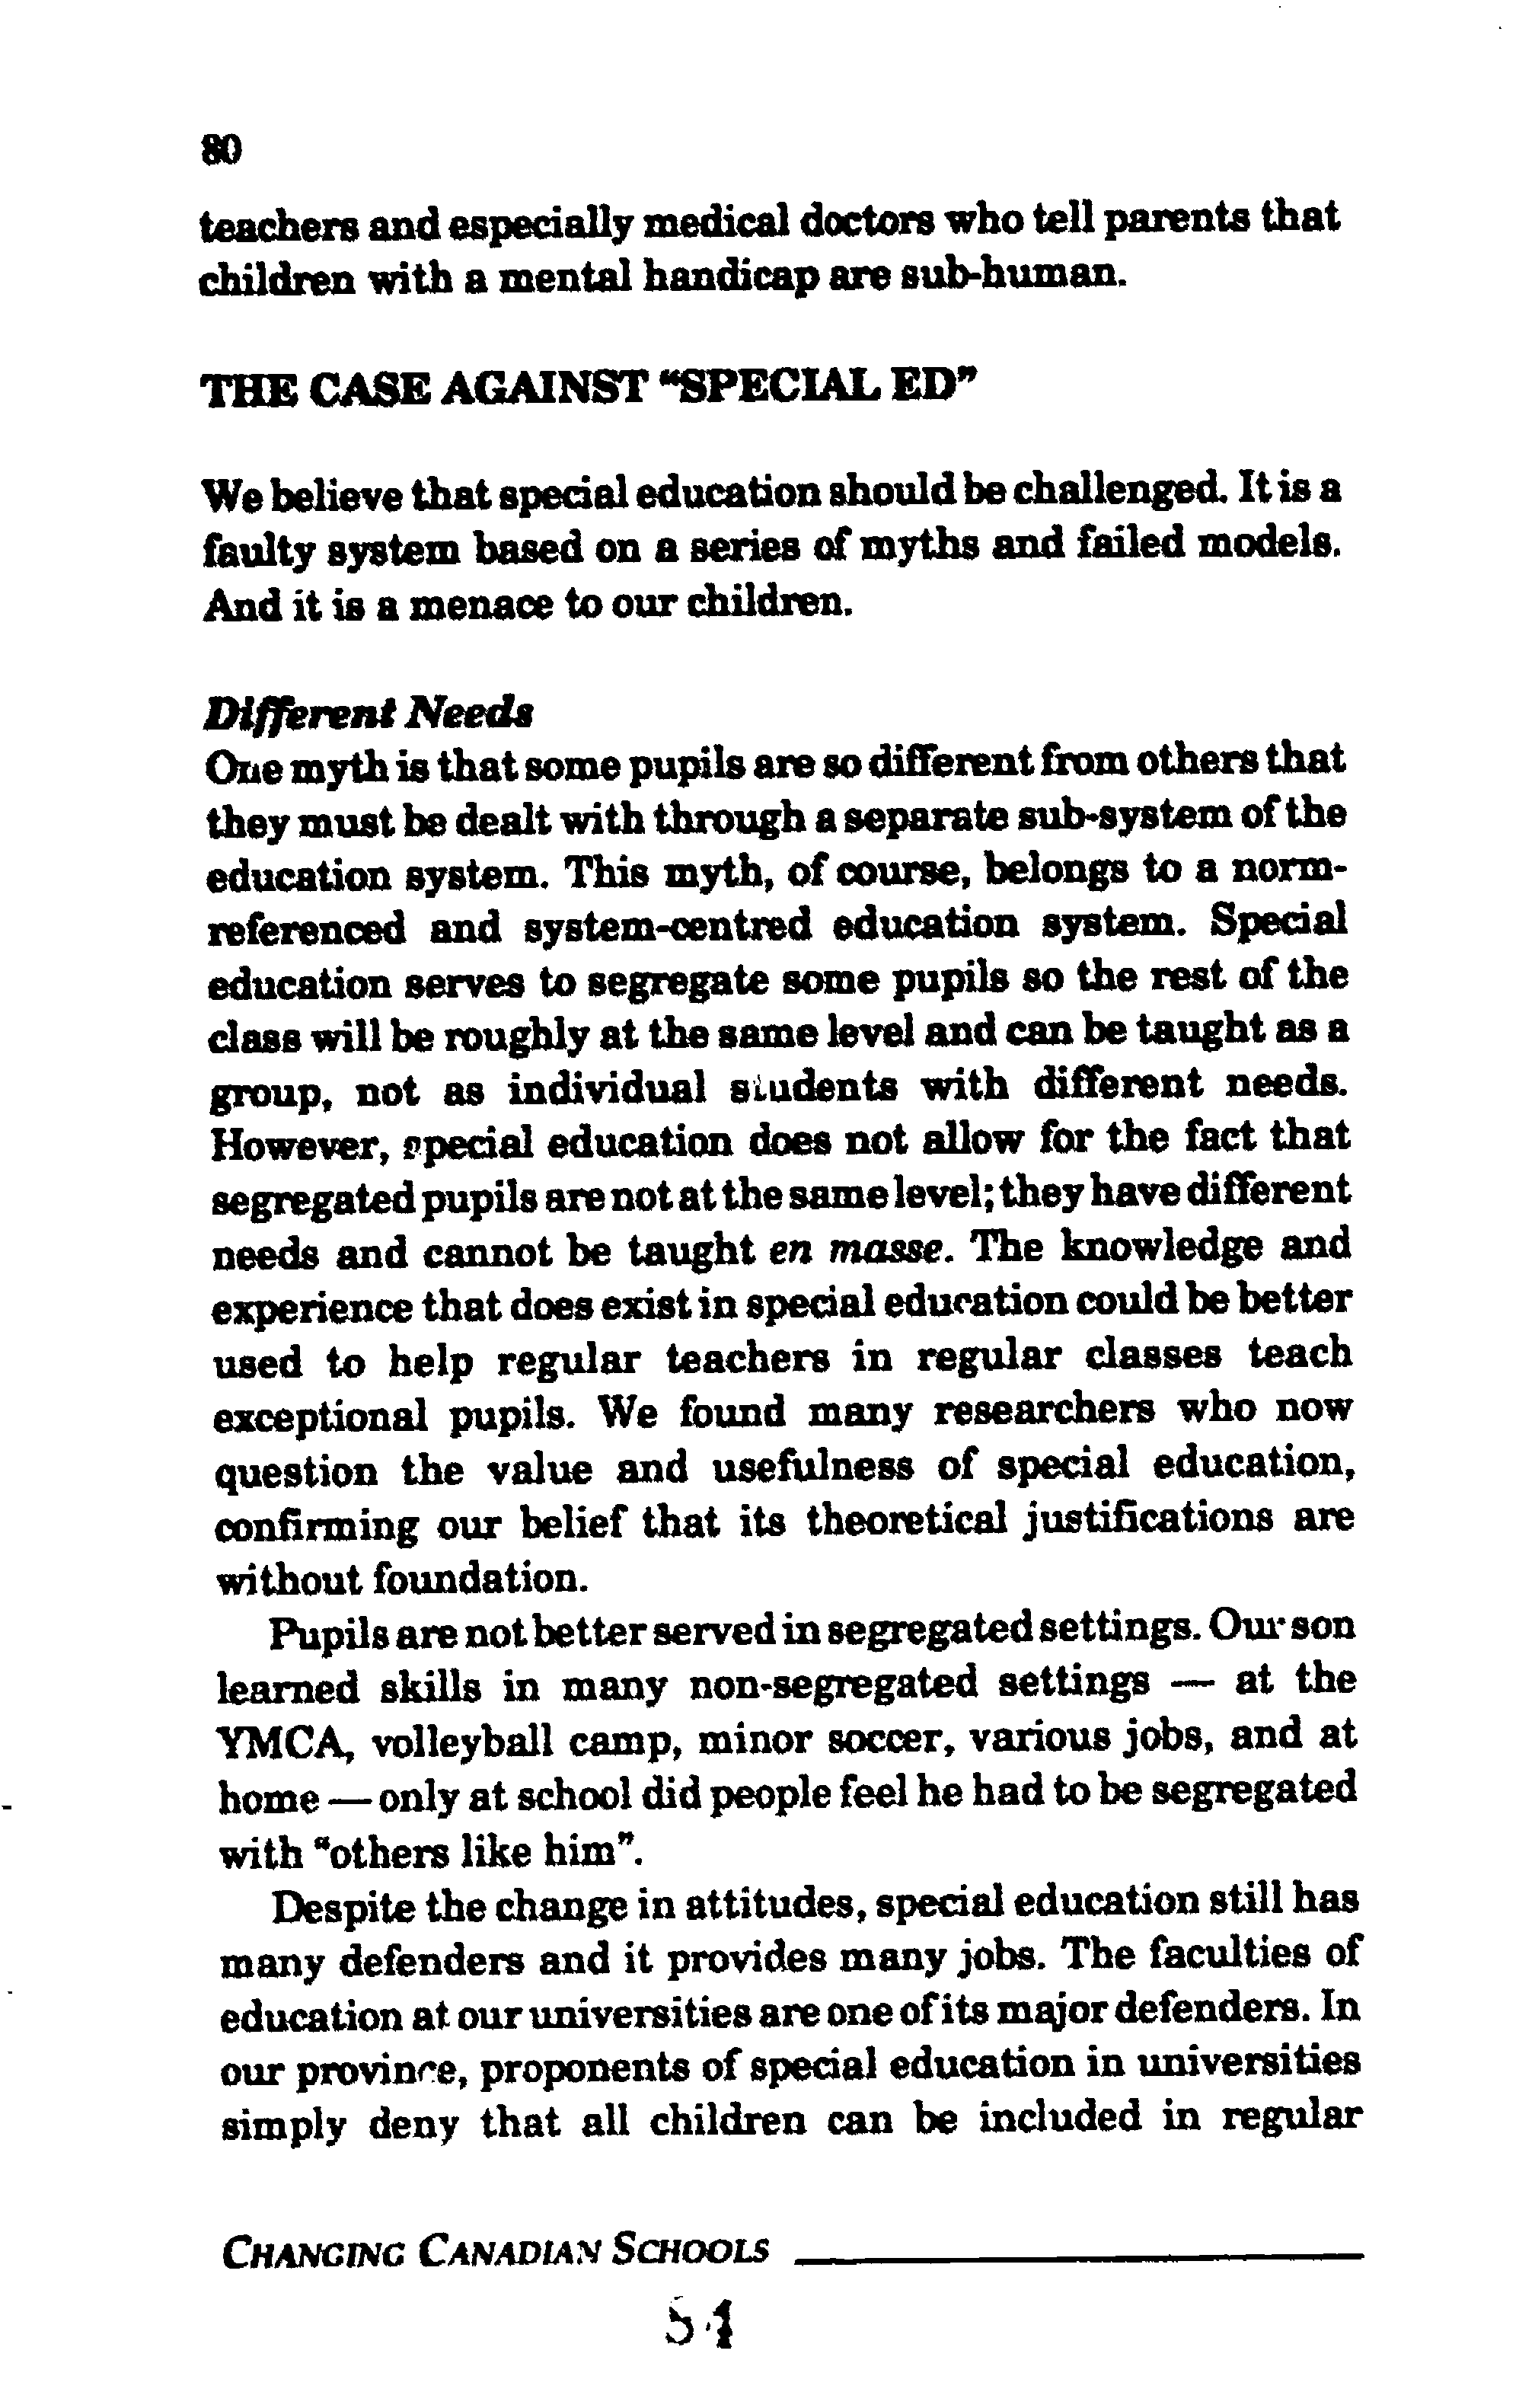 80
teachers and especially medical doctors who tell parents that
children with a mental handicap are sub-human.
THE CASE AGAINST “SPECIAL ED”
We believe that special education should be challenged. It is a
faulty system based on a series of myths and failed models.
And it is a menace to our children.
Different Needs
One myth is that some pupils are so different from others that
they must be dealt with through a separate sub-system of the
education system. This myth, of course, belongs to a norm-
referenced and system-centred education system. Special
education serves to segregate some pupils so the rest of the
class will be roughly at the same level and can be taught as a
group, not as individual students with different needs.
However, special education does not allow for the fact that
segregated pupils are not at the same level; they have different
needs and cannot be taught en masse. The knowledge and
experience that does exist in special education could be better
used to help regular teachers in regular classes teach
exceptional pupils. We found many researchers who now
question the value and usefulness of special education,
confirming our belief that its theoretical justifications are
without foundation.
Pupils are not better served in segregated settings. Our son
learned skills in many non-segregated settings — at the
YMCA, volleyball camp, minor soccer, various jobs, and at
home — only at school did people feel he had to be segregated
with “others like him”.
Despite the change in attitudes, special education still has
many defenders and it provides many jobs. The faculties of
education at our universities are one of its major defenders. In
our province, proponents of special education in universities
simply deny that all children can be included in regular
CHANGING CANADIAN SCHOOLS